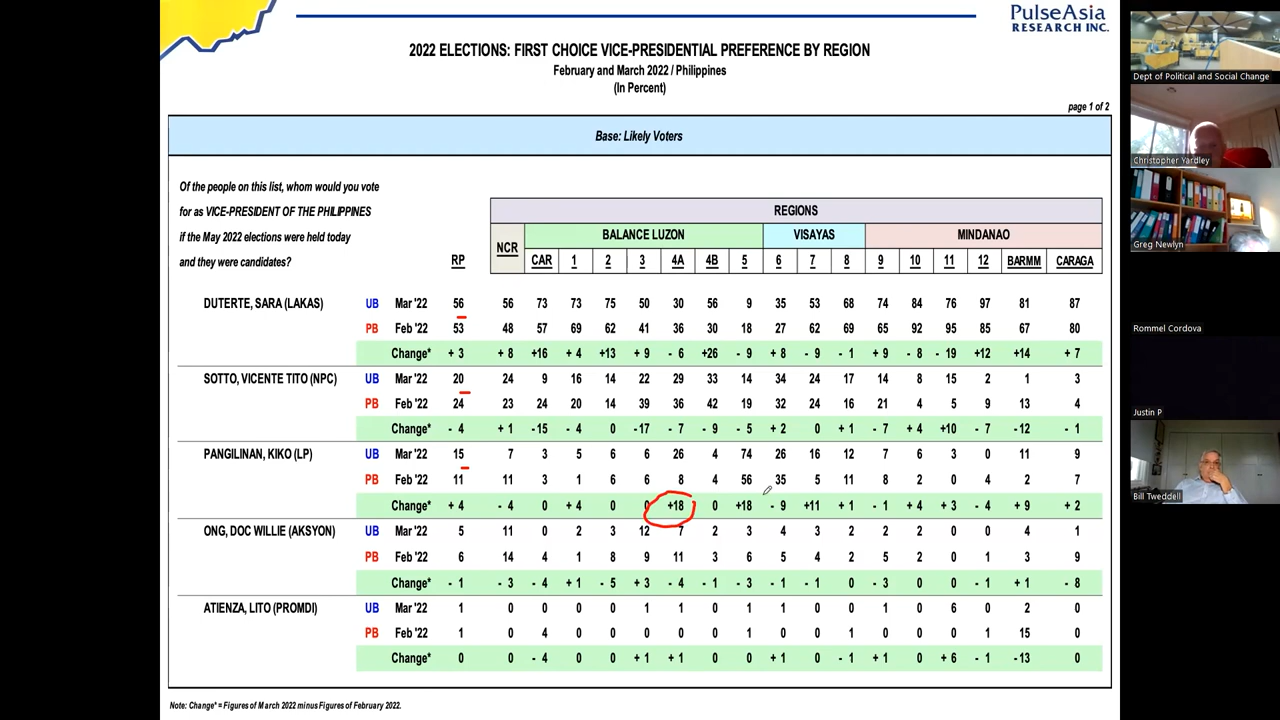 PulseAsia
RESEARCH INC.
2022 ELECTIONS: FIRST CHOICE VICE-PRESIDENTIAL PREFERENCE BY REGION
February and March 2022 / Philippines
(In Percent)
page 1 of 2
Base: Likely Voters
Of the people on this list, whom would you vote
for as VICE-PRESIDENT OF THE PHILIPPINES
if the May 2022 elections were held today
and they were candidates?
REGIONS
BALANCE LUZON VISAYAS MINDANAO
RP NCR CAR 1 2 3 4A 4B 5 6 7 8 9 10 11 12 BARMM CARAGA
DUTERTE, SARA (LAKAS) UB Mar '22 56 56 73 73 75 50 30 56 9 35 53 68 74 84 76 97 81 87
PB Feb '22 53 48 57 69 62 41 36 30 18 27 62 69 65 92 95 85 67 80
Change* + 3 + 8 +16 + 4 +13 + 9 - 6 +26 - 9 + 8 - 9 - 1 + 9 - 8 - 19 +12 +14 + 7
SOTTO, VICENTE TITO (NPC) UB Mar '22 20 24 9 16 14 22 29 33 14 34 24 17 14 8 15 2 1 3
PB Feb '22 24 23 24 20 14 39 36 42 19 32 24 16 21 4 5 9 13 4
Change* - 4 + 1 -15 - 4 0 -17 - 7 - 9 - 5 + 2 0 + 1 - 7 + 4 +10 - 7 -12 - 1
PANGILINAN, KIKO (LP) UB Mar '22 15 7 3 5 6 6 26 4 74 26 16 12 7 6 3 0 11 9
PB Feb '22 11 11 3 1 6 6 8 4 56 35 5 11 8 2 0 4 2 7
Change* + 4 - 4 0 + 4 0 0 +18 0 +18 - 9 +11 + 1 - 1 + 4 + 3 - 4 + 9 + 2
ONG, DOC WILLIE (AKSYON) UB Mar '22 5 11 0 2 3 12 7 2 3 4 3 2 2 2 0 0 4 1
PB Feb '22 6 14 4 1 8 9 11 3 6 5 4 2 5 2 0 1 3 9
Change* - 1 - 3 - 4 + 1 - 5 + 3 - 4 - 1 - 3 - 1 - 1 0 - 3 0 0 - 1 + 1 - 8
ATIENZA, LITO (PROMDI) UB Mar '22 1 0 0 0 0 1 1 0 1 1 0 0 1 0 6 0 2 0
PB Feb '22 1 0 4 0 0 0 0 0 1 0 0 1 0 0 0 1 15 0
Change* 0 0 - 4 0 0 + 1 + 1 0 0 + 1 0 - 1 + 1 0 + 6 - 1 -13 0
Note: Change* = Figures of March 2022 minus Figures of February 2022.
Dept of Political and Social Change
Christopher Yardley
Greg Newlyn
Rommel Cordova
Justin P
Bill Tweddell